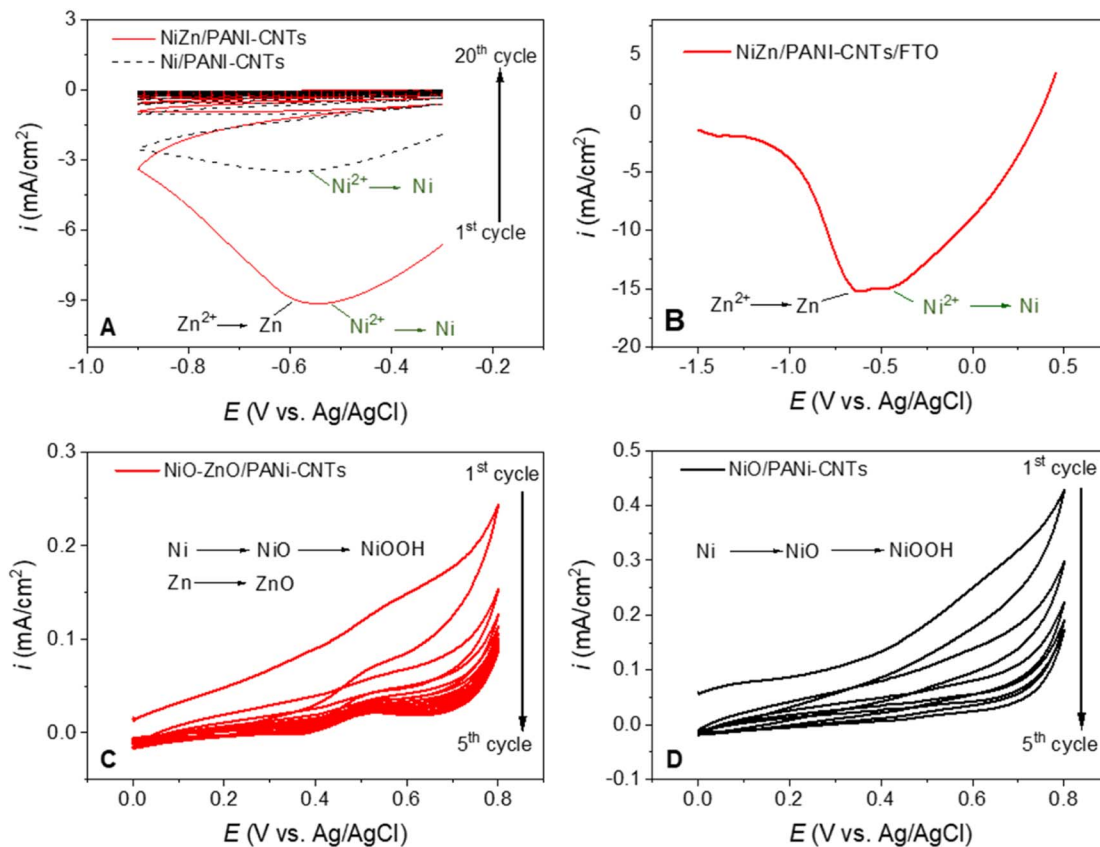 NiZn/PANI-CNTs
Ni/PANI-CNTs
20th cycle
0
-3
-6
-9
i (mA/cm2)
Ni2+ → Ni
1st cycle
Zn2+ → Zn
Ni2+ → Ni
A
-1.0 -0.8 -0.6 -0.4 -0.2
E (V vs. Ag/AgCl)
NiZn/PANI-CNTs/FTO
5
0
-5
-10
-15
-20
i (mA/cm2)
Zn2+ → Zn
Ni2+ → Ni
B
-1.5 -1.0 -0.5 0.0 0.5
E (V vs. Ag/AgCl)
NiO-ZnO/PANi-CNTs
1st cycle
0.3
0.2
0.1
0.0
i (mA/cm2)
Ni → NiO → NiOOH
Zn → ZnO
C
5th cycle
0.0 0.2 0.4 0.6 0.8
E (V vs. Ag/AgCl)
NiO/PANi-CNTs
1st cycle
0.5
0.4
0.3
0.2
0.1
0.0
-0.1
i (mA/cm2)
Ni → NiO → NiOOH
D
5th cycle
0.0 0.2 0.4 0.6 0.8
E (V vs. Ag/AgCl)